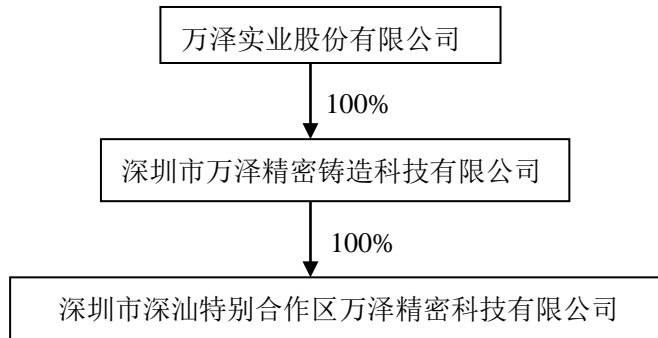 万泽实业股份有限公司
100%
深圳市万泽精密铸造科技有限公司
100%
深圳市深汕特别合作区万泽精密科技有限公司